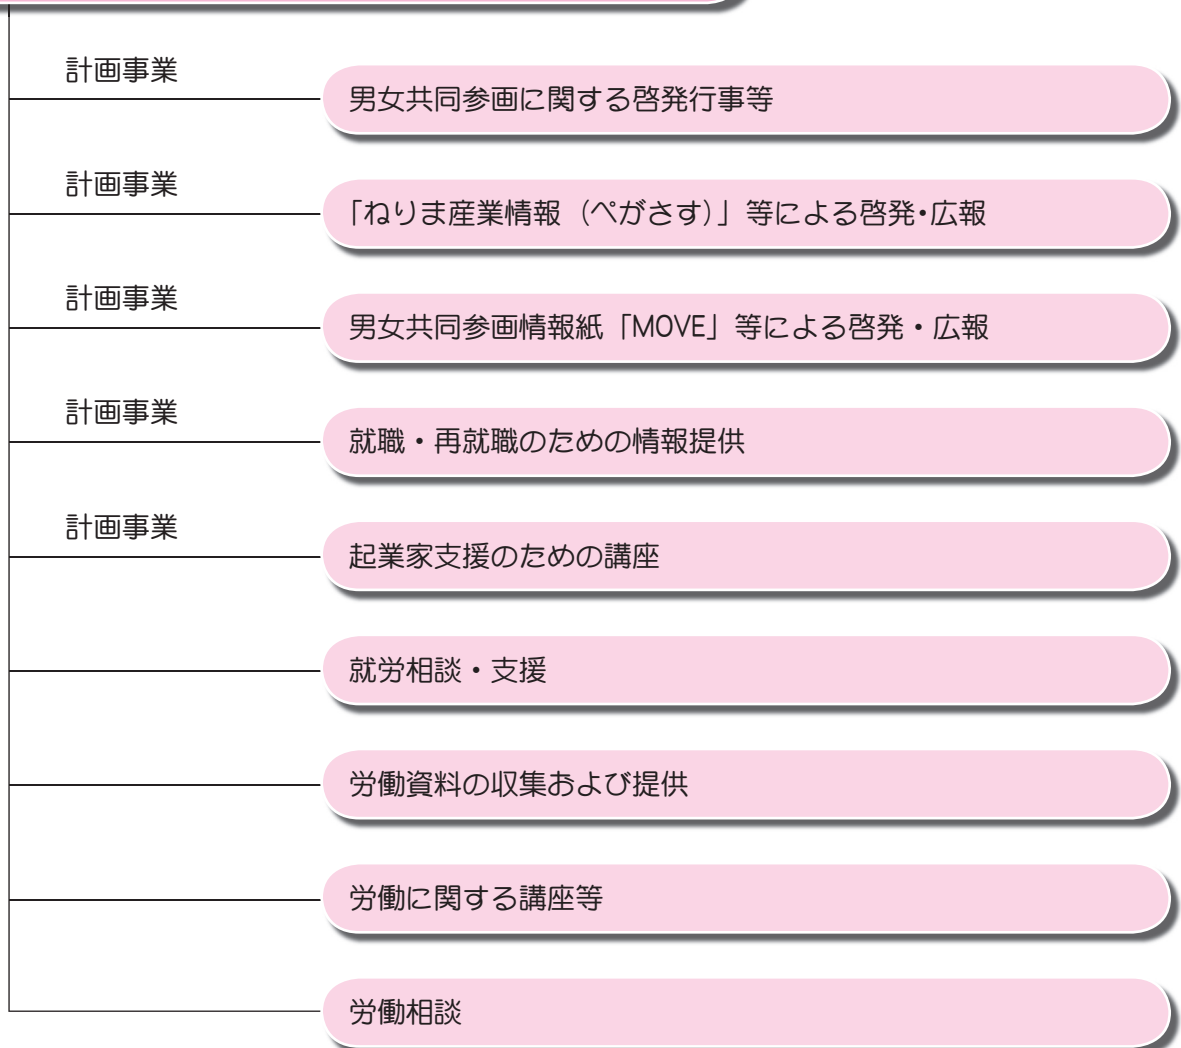 計画事業
男女共同参画に関する啓発行事等
計画事業
「ねりま産業情報（ぺがさす）」等による啓発・広報
計画事業
男女共同参画情報紙「MOVE」等による啓発・広報
計画事業
就職・再就職のための情報提供
計画事業
起業家支援のための講座
就労相談・支援
労働資料の収集および提供
労働に関する講座等
労働相談